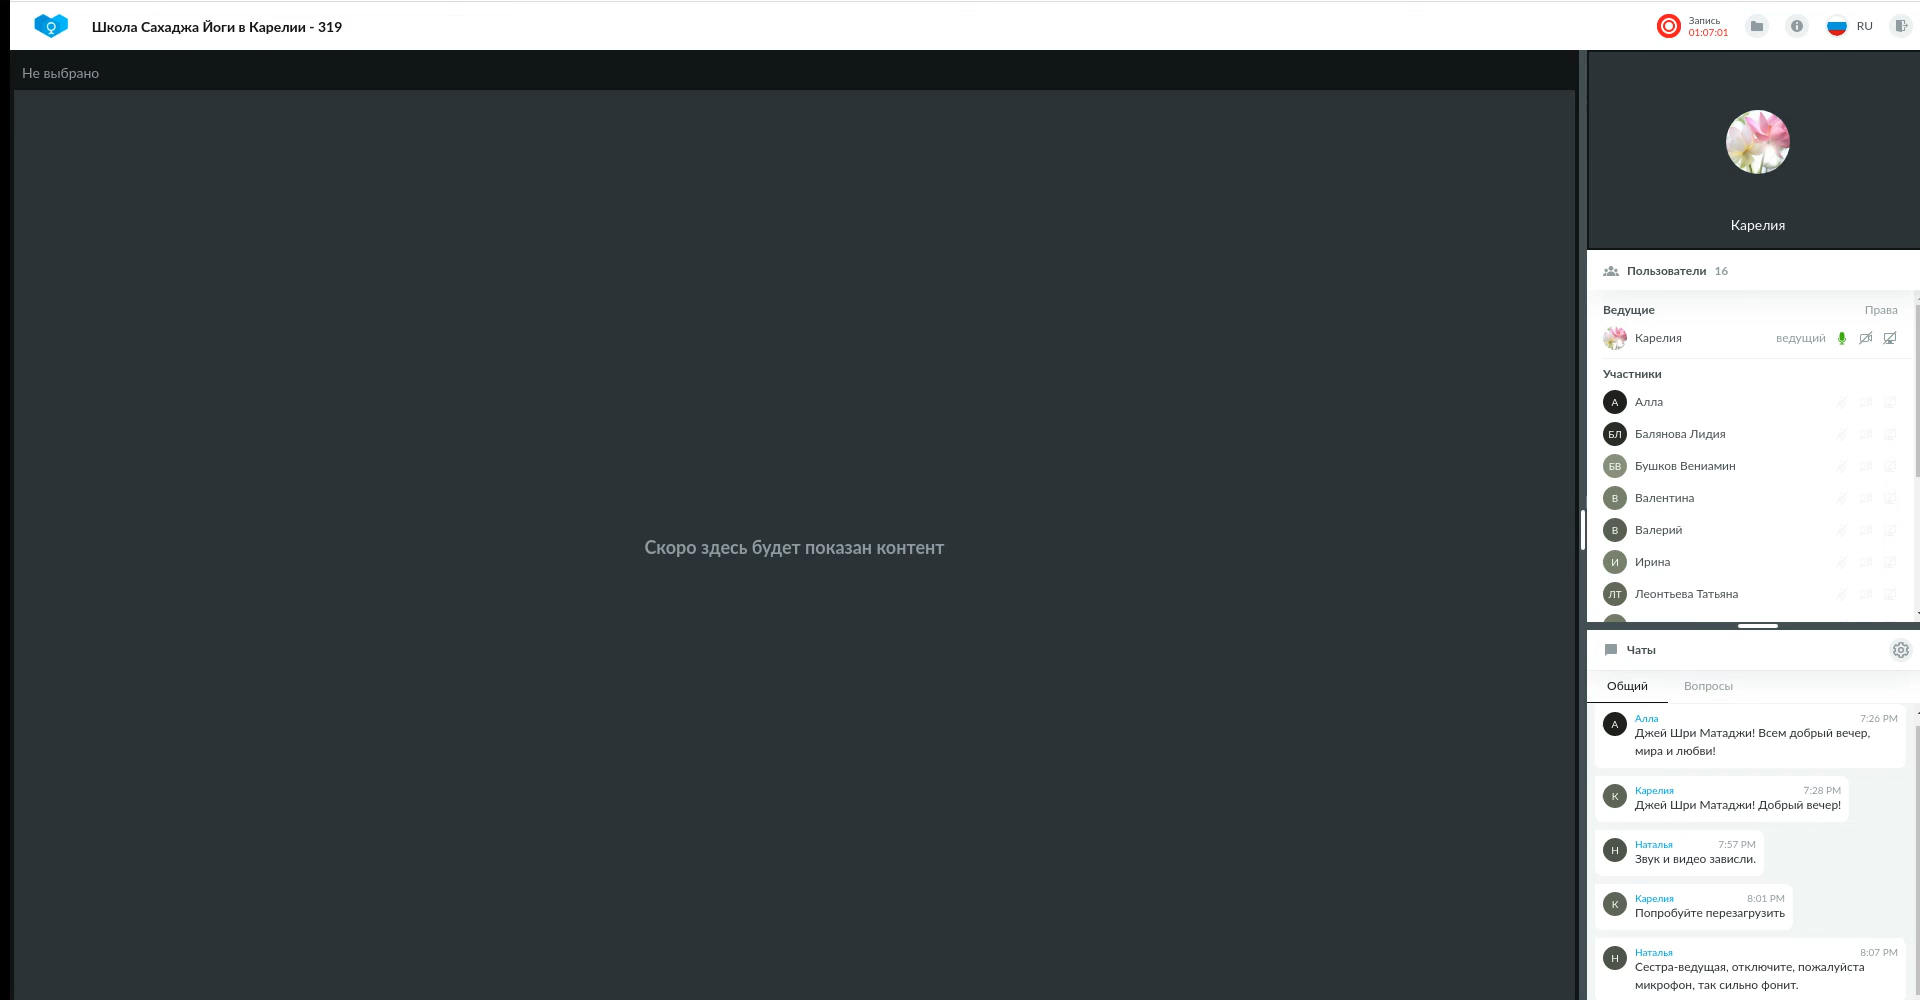 Школа Сахаджа Йоги в Карелии - 319
Запись
01:07:01
RU
Не выбрано
Скоро здесь будет показан контент
Карелия
Пользователи 16
Ведущие Права
Карелия ведущий
Участники
А Алла
БЛ Балянова Лидия
БВ Бушков Вениамин
В Валентина
В Валерий
И Ирина
ЛТ Леонтьева Татьяна
Чаты
Общий Вопросы
А Алла 7:26 PM
Джей Шри Матаджи! Всем добрый вечер,
мира и любви!
К Карелия 7:28 PM
Джей Шри Матаджи! Добрый вечер!
Н Наталья 7:57 PM
Звук и видео зависли.
К Карелия 8:01 PM
Попробуйте перезагрузить
Н Наталья 8:07 PM
Сестра-ведущая, отключите, пожалуйста
микрофон, так сильно фонит.